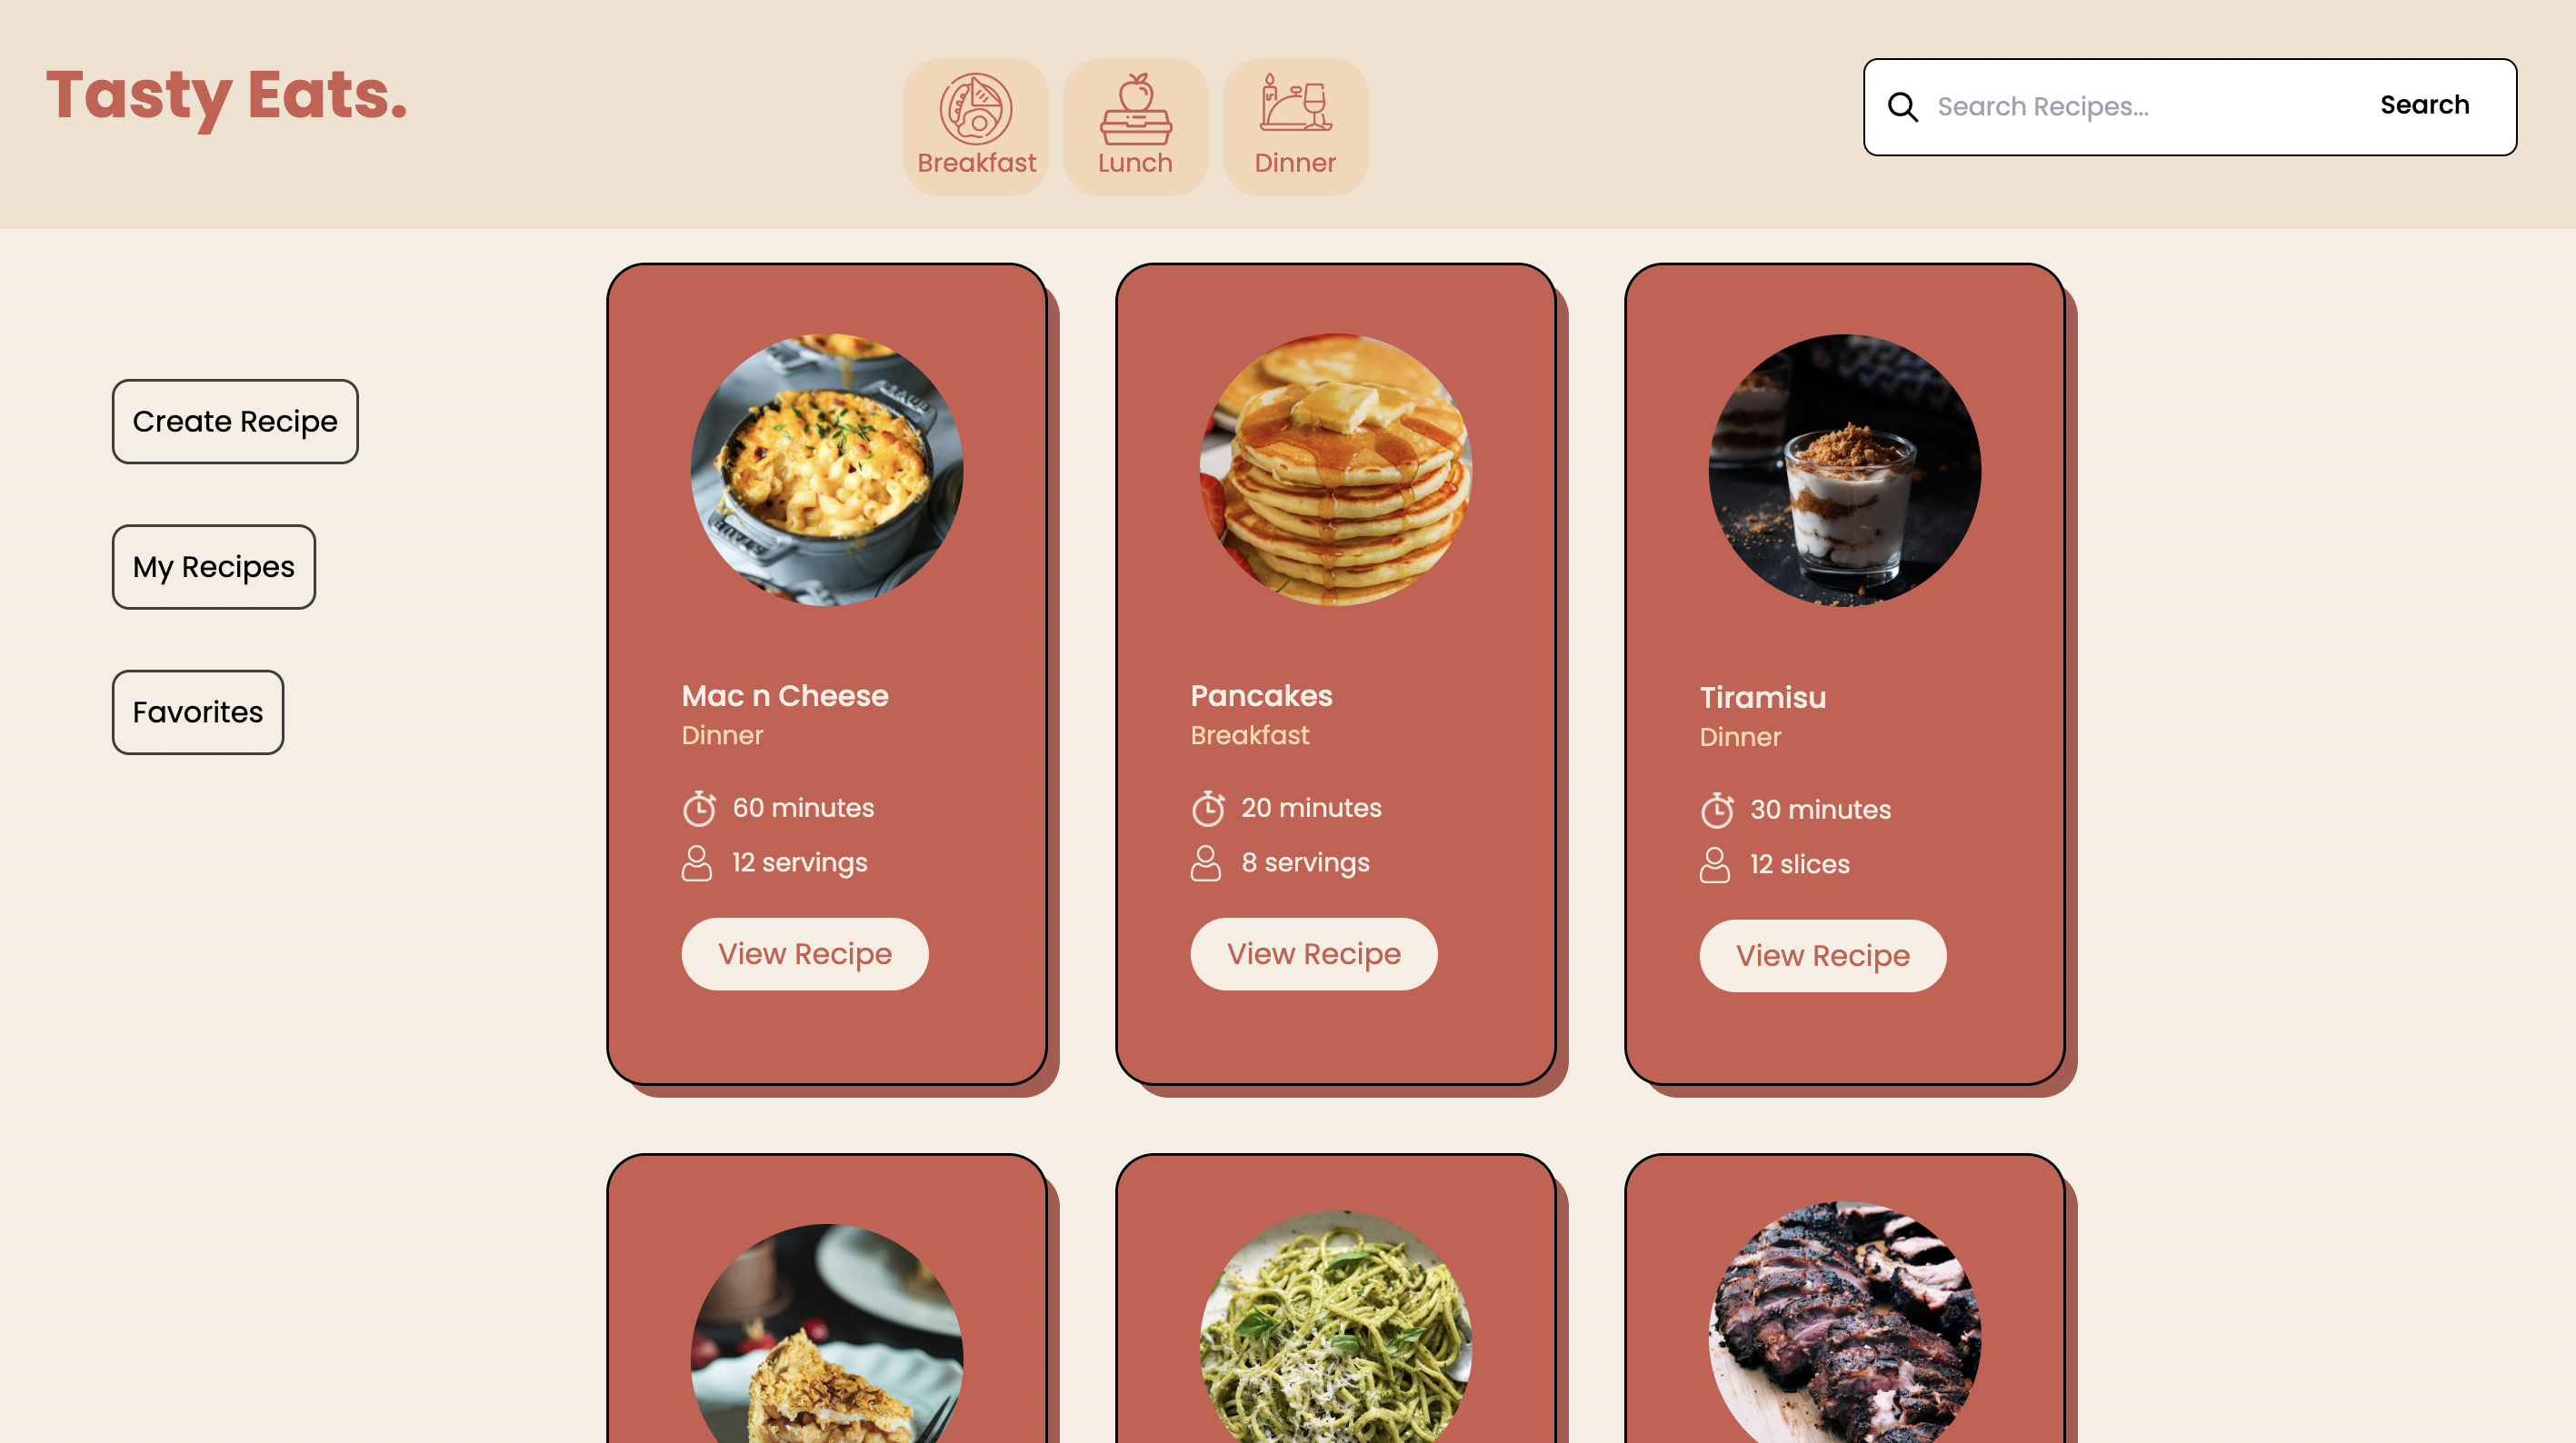 Tasty Eats.
Breakfast
Lunch
Dinner
Search Recipes...
Search
Create Recipe
My Recipes
Favorites
Mac n Cheese
Dinner
60 minutes
12 servings
View Recipe
Pancakes
Breakfast
20 minutes
8 servings
View Recipe
Tiramisu
Dinner
30 minutes
12 slices
View Recipe